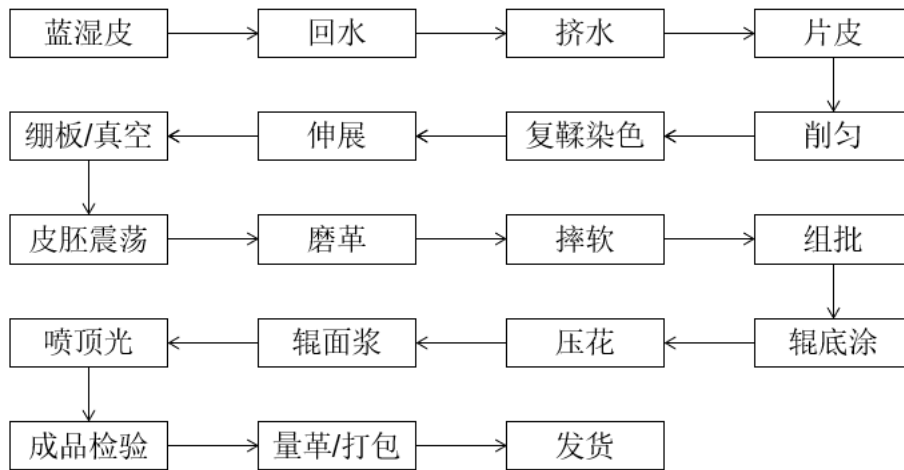 蓝湿皮 回水 挤水 片皮
绷板/真空 伸展 复鞣染色 削匀
皮胚震荡 磨革 摔软 组批
喷顶光 辊面浆 压花 辊底涂
成品检验 量革/打包 发货